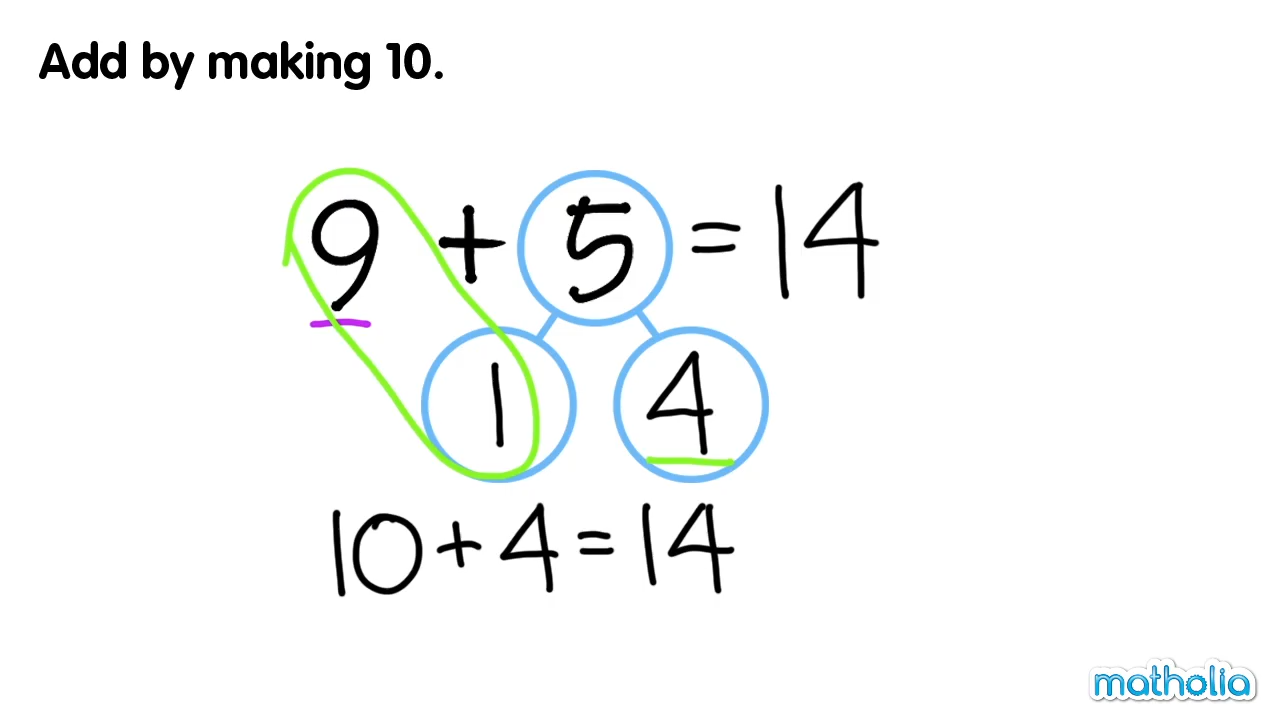 Add by making 10.
9 + 5 = 14
1 4
10 + 4 = 14
matholia